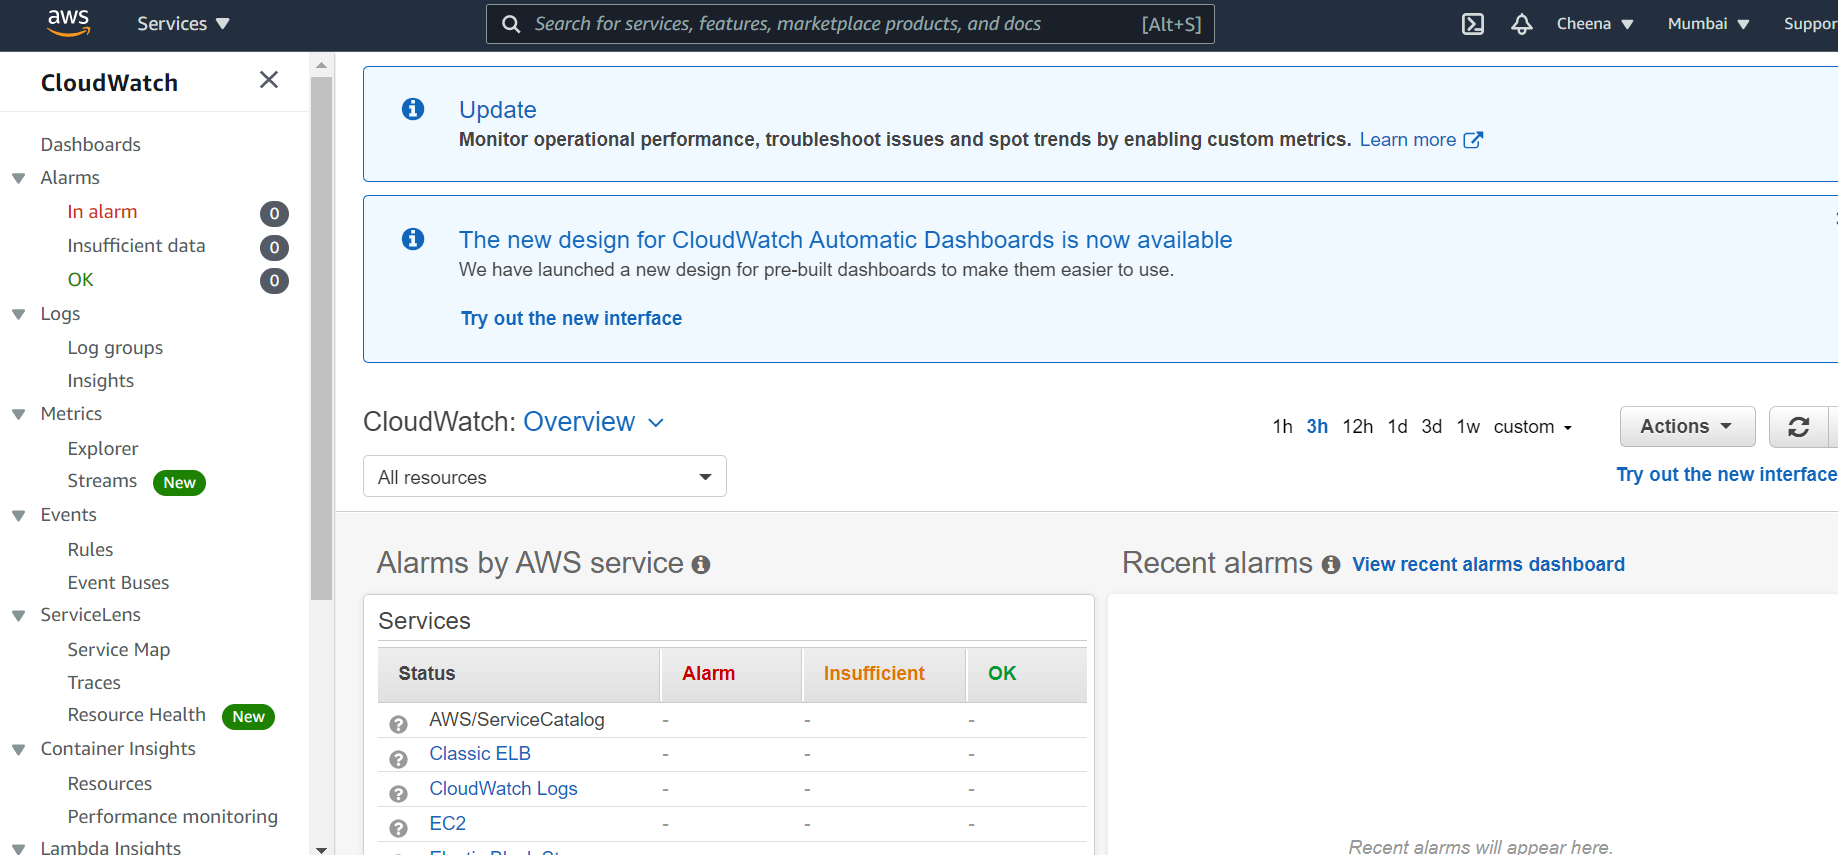 aws
Services
Search for services, features, marketplace products, and docs [Alt+S]
Cheena
Mumbai
Suppor
CloudWatch
Dashboards
Alarms
In alarm 0
Insufficient data 0
OK 0
Logs
Log groups
Insights
Metrics
Explorer
Streams New
Events
Rules
Event Buses
ServiceLens
Service Map
Traces
Resource Health New
Container Insights
Resources
Performance monitoring
Lambda Insights
Update
Monitor operational performance, troubleshoot issues and spot trends by enabling custom metrics. Learn more
The new design for CloudWatch Automatic Dashboards is now available
We have launched a new design for pre-built dashboards to make them easier to use.
Try out the new interface
CloudWatch: Overview
1h 3h 12h 1d 3d 1w custom
Actions
All resources
Try out the new interface
Alarms by AWS service
Services
Status Alarm Insufficient OK
AWS/ServiceCatalog - - -
Classic ELB - - -
CloudWatch Logs - - -
EC2 - - -
Recent alarms View recent alarms dashboard
Recent alarms will appear here.